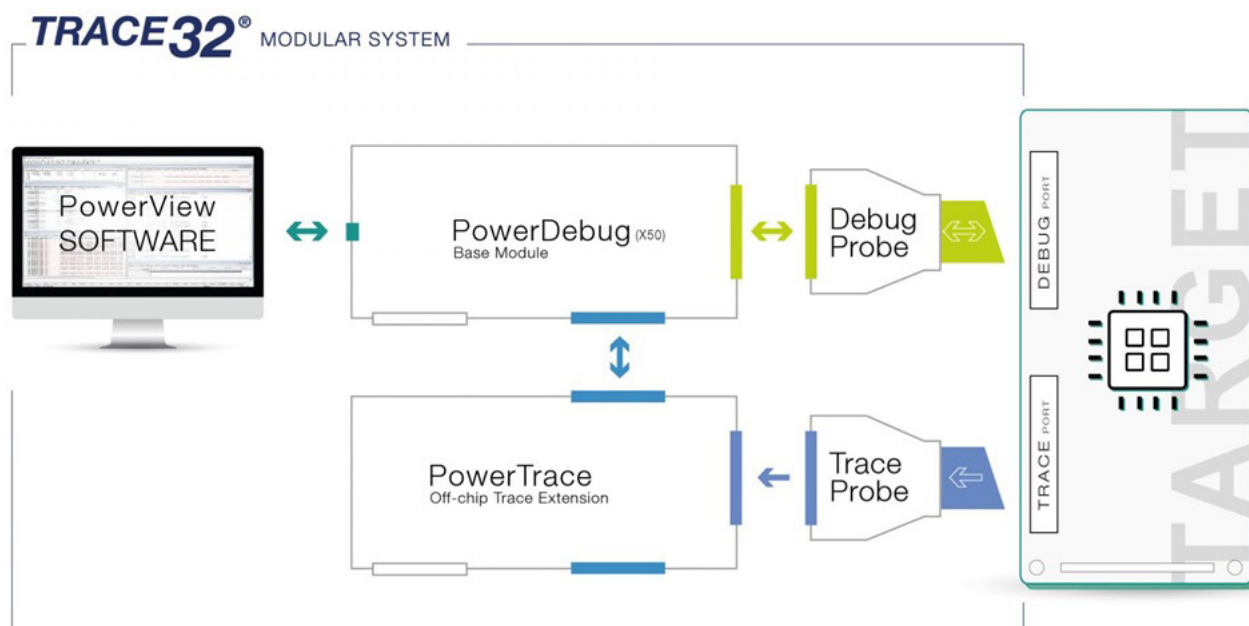 TRACE32® MODULAR SYSTEM
PowerView
SOFTWARE
PowerDebug (X50)
Base Module
Debug
Probe
DEBUG PORT
TARGET
PowerTrace
Off-chip Trace Extension
Trace
Probe
TRACE PORT